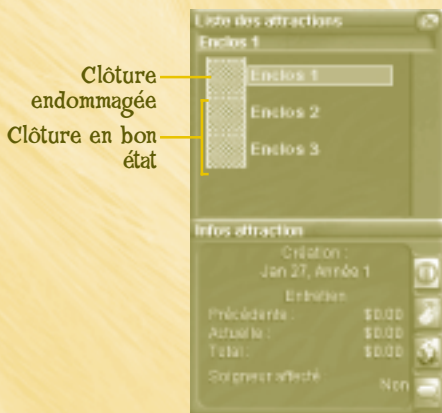 Liste des attractions
Enclos 1
Clôture
endommagée
Enclos 1
Clôture en bon
état
Enclos 2
Enclos 3
Infos attraction
Création :
Jan 27, Année 1
Entretien
Précédente : $0.00
Actuelle : $0.00
Total : $0.00
Soigneur affecté
Non